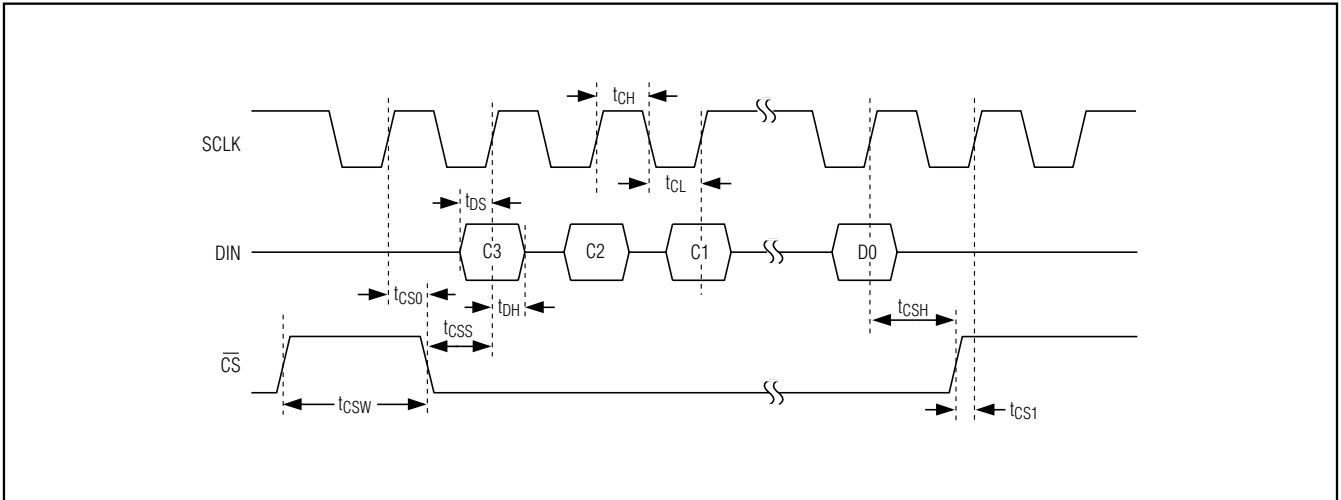 tCH
SCLK
tCL
tDS
DIN
C3
C2
C1
D0
tCS0
tDH
tCSH
tCSS
CS
tCSW
tCS1